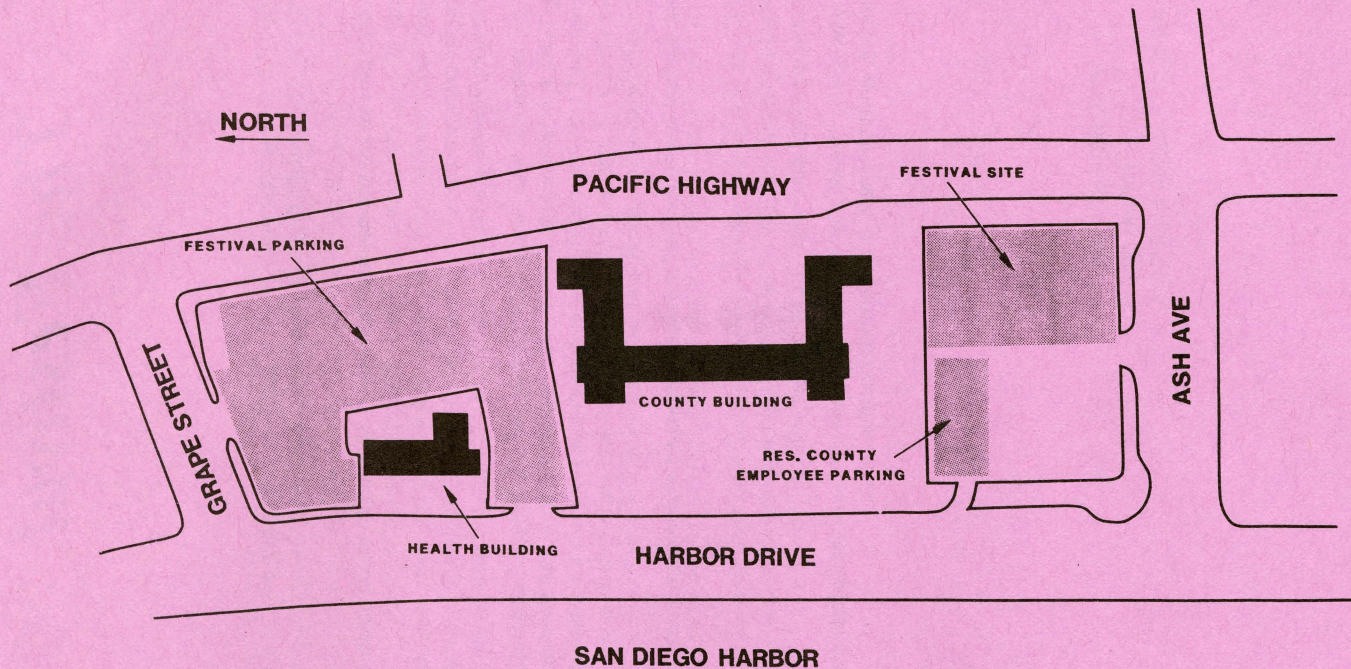 NORTH
PACIFIC HIGHWAY
FESTIVAL SITE
FESTIVAL PARKING
GRAPE STREET
ASH AVE
COUNTY BUILDING
RES. COUNTY
EMPLOYEE PARKING
HEALTH BUILDING
HARBOR DRIVE
SAN DIEGO HARBOR